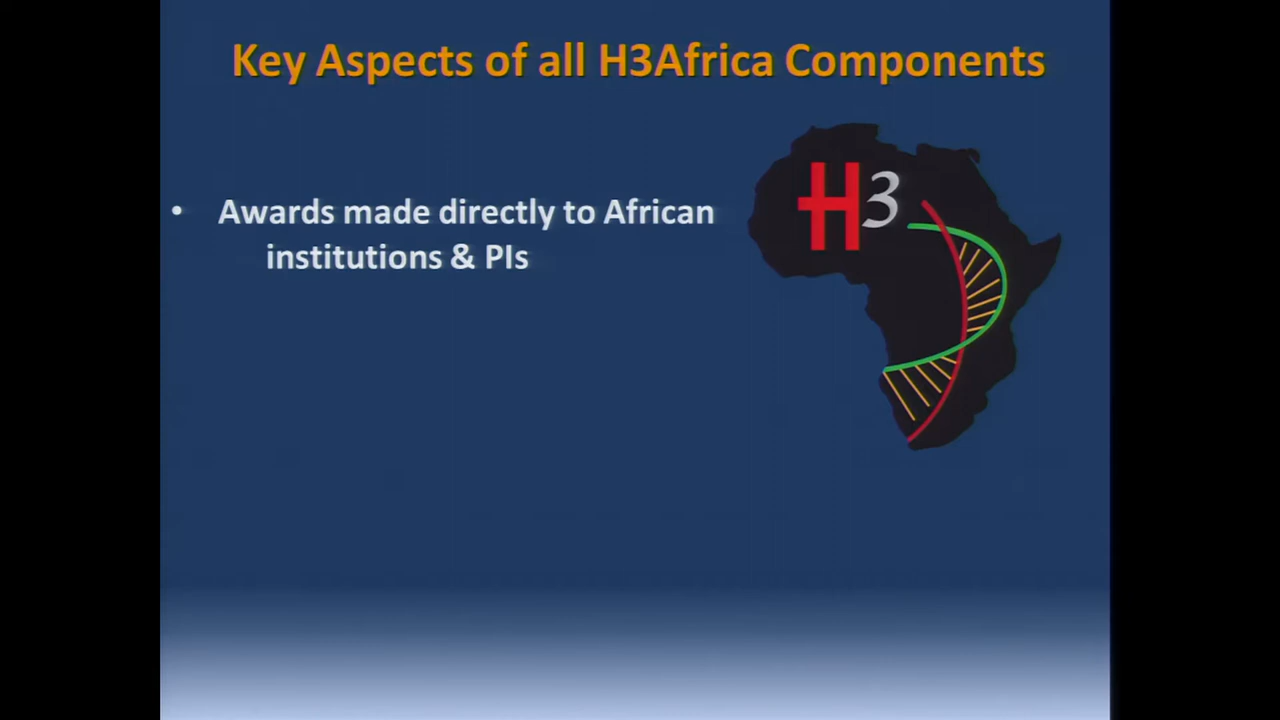 Key Aspects of all H3Africa Components
H3
• Awards made directly to African
institutions & PIs